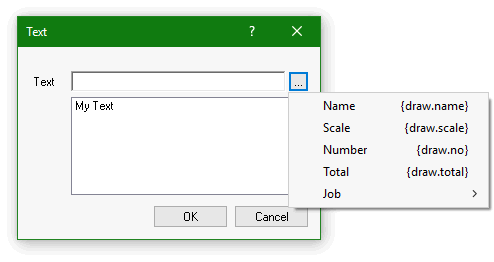 Text ?
Text ...
My Text
Name {draw.name}
Scale {draw.scale}
Number {draw.no}
Total {draw.total}
Job
OK Cancel